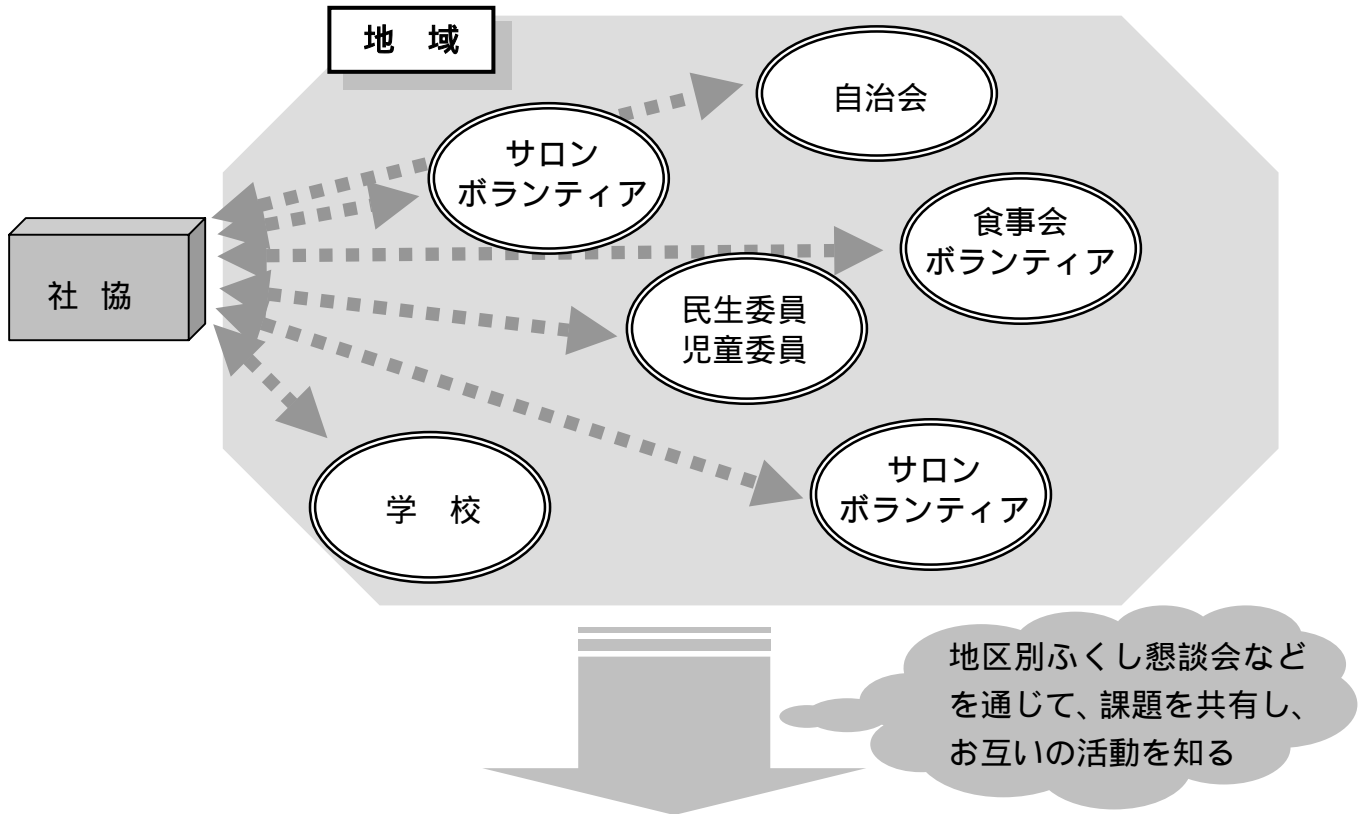 地 域
自治会
サロン
ボランティア
食事会
ボランティア
社 協
民生委員
児童委員
サロン
ボランティア
学 校
地区別ふくし懇談会など
を通じて、課題を共有し、
お互いの活動を知る